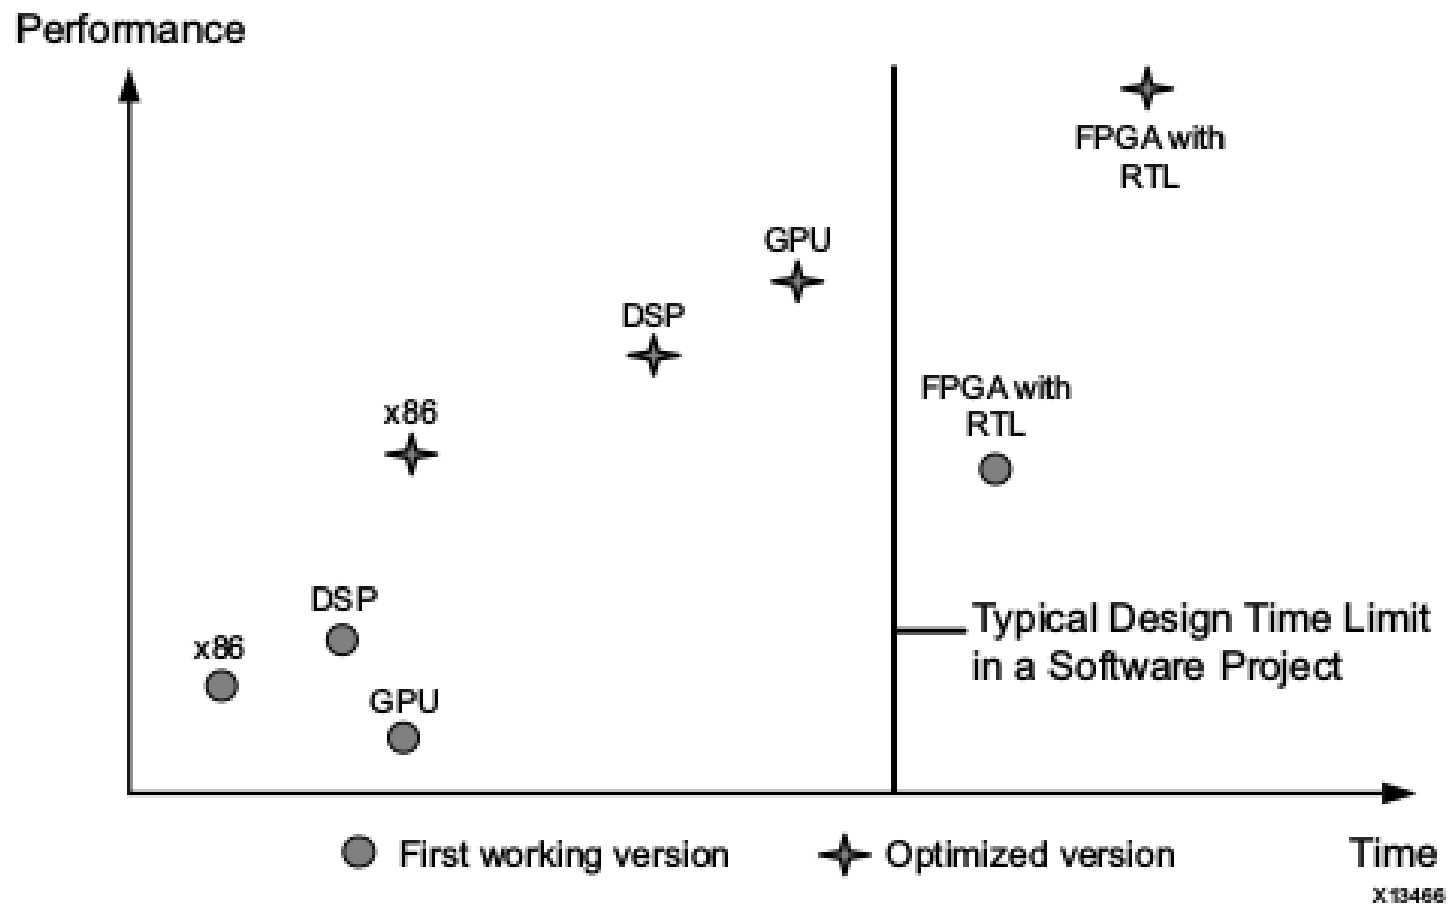 Performance
FPGA with
RTL
GPU
DSP
FPGA with
RTL
x86
DSP
x86
GPU
Typical Design Time Limit
in a Software Project
First working version
Optimized version
Time
X13466